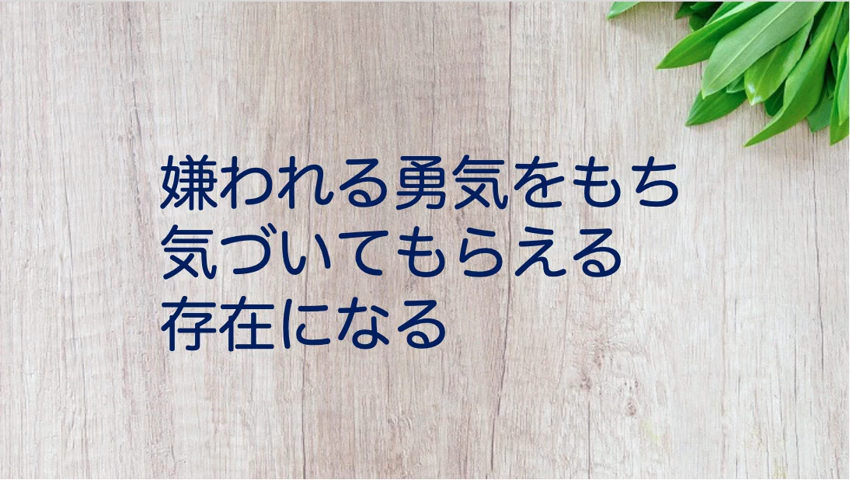 嫌われる勇気をもち
気づいてもらえる
存在になる